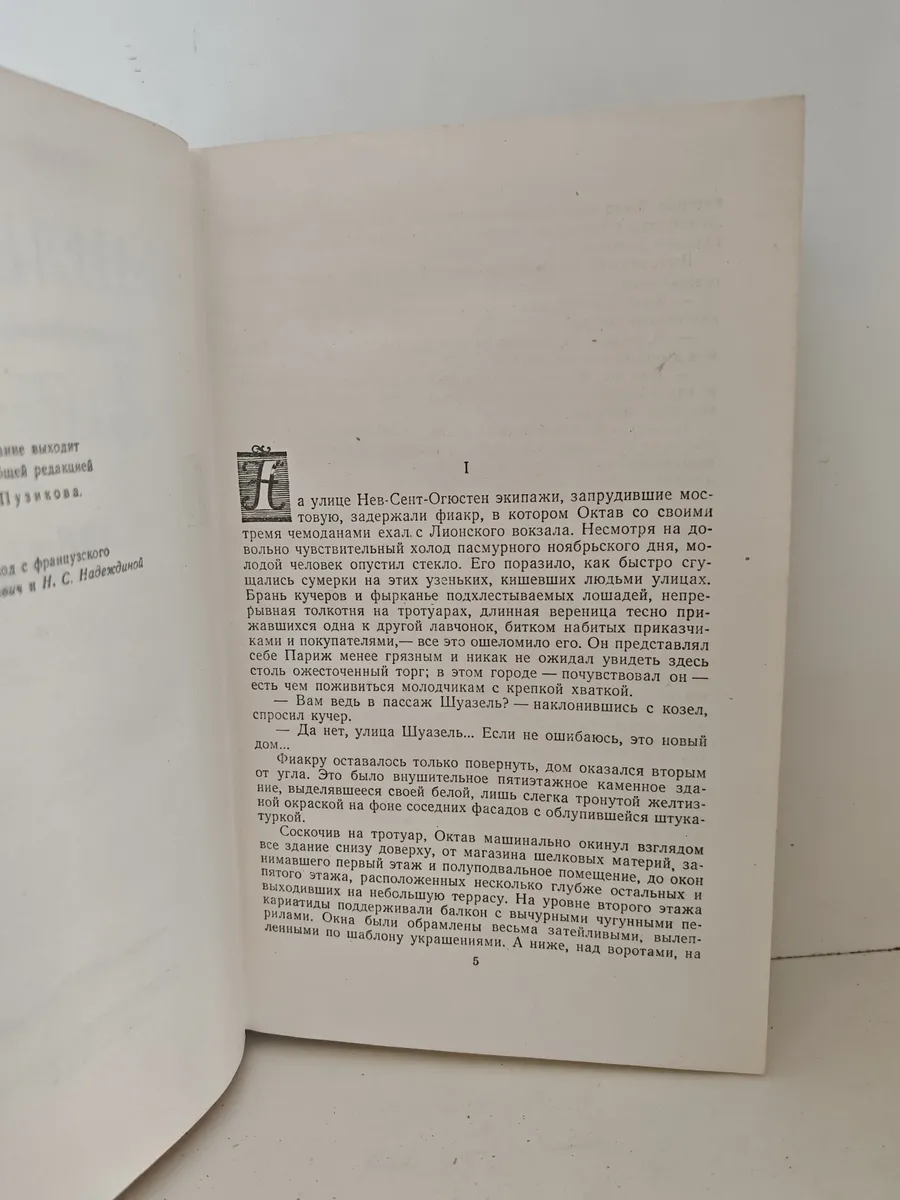 ние выходит
бщей редакцией
Пузикова.
од с французского
вич и Н. С. Надеждиной
I
На улице Нев-Сент-Огюстен экипажи, запрудившие мос-
товую, задержали фиакр, в котором Октав со своими
тремя чемоданами ехал с Лионского вокзала. Несмотря на до-
вольно чувствительный холод пасмурного ноябрьского дня, мо-
лодой человек опустил стекло. Его поразило, как быстро сгу-
щались сумерки на этих узеньких, кишевших людьми улицах.
Брань кучеров и фырканье подхлестываемых лошадей, непре-
рывная толкотня на тротуарах, длинная вереница тесно при-
жавшихся одна к другой лавчонок, битком набитых приказчи-
ками и покупателями,— все это ошеломило его. Он представлял
себе Париж менее грязным и никак не ожидал увидеть здесь
столь ожесточенный торг; в этом городе — почувствовал он —
есть чем поживиться молодчикам с крепкой хваткой.
— Вам ведь в пассаж Шуазель? — наклонившись с козел,
спросил кучер.
— Да нет, улица Шуазель... Если не ошибаюсь, это новый
дом...
Фиакру оставалось только повернуть, дом оказался вторым
от угла. Это было внушительное пятиэтажное каменное зда-
ние, выделявшееся своей белой, лишь слегка тронутой желтиз-
ной окраской на фоне соседних фасадов с облупившейся штука-
туркой.
Соскочив на тротуар, Октав машинально окинул взглядом
все здание снизу доверху, от магазина шелковых материй, за-
нимавшего первый этаж и полуподвальное помещение, до окон
пятого этажа, расположенных несколько глубже остальных и
выходивших на небольшую террасу. На уровне второго этажа
кариатиды поддерживали балкон с вычурными чугунными пе-
рилами. Окна были обрамлены весьма затейливыми, вылеп-
ленными по шаблону украшениями. А ниже, над воротами, на
5